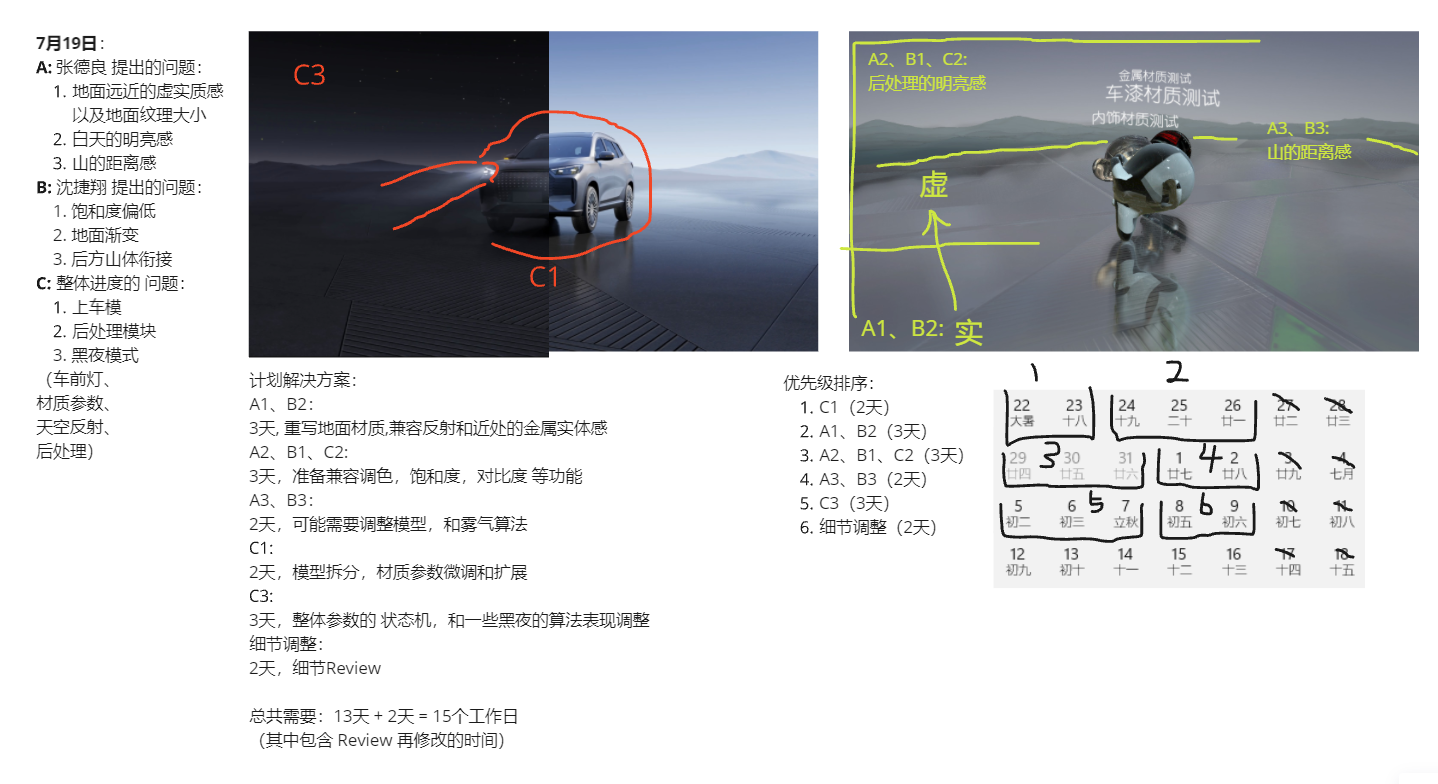 7月19日：
A: 张德良 提出的问题：
1. 地面远近的虚实质感
以及地面纹理大小
2. 白天的明亮感
3. 山的距离感
B: 沈捷翔 提出的问题：
1. 饱和度偏低
2. 地面渐变
3. 后方山体衔接
C: 整体进度的 问题：
1. 上车模
2. 后处理模块
3. 黑夜模式
（车前灯、
材质参数、
天空反射、
后处理）
C3
C1
A2、B1、C2:
后处理的明亮感
金属材质测试
车漆材质测试
内饰材质测试
A3、B3:
山的距离感
虚
A1、B2: 实
计划解决方案：
A1、B2：
3天, 重写地面材质,兼容反射和近处的金属实体感
A2、B1、C2:
3天，准备兼容调色，饱和度，对比度 等功能
A3、B3：
2天，可能需要调整模型，和雾气算法
C1:
2天，模型拆分，材质参数微调和扩展
C3:
3天，整体参数的 状态机，和一些黑夜的算法表现调整
细节调整：
2天，细节Review
总共需要：13天 + 2天 = 15个工作日
（其中包含 Review 再修改的时间）
优先级排序：
1. C1（2天）
2. A1、B2（3天）
3. A2、B1、C2（3天）
4. A3、B3（2天）
5. C3（3天）
6. 细节调整（2天）
1 2
22 23 24 25 26 27 28
大暑 十八 十九 二十 廿一 廿二 廿三
3 4
29 30 31 1 2 3 4
廿四 廿五 廿六 廿七 廿八 廿九 七月
5 6
5 6 7 8 9 10 11
初二 初三 立秋 初五 初六 初七 初八
12 13 14 15 16 17 18
初九 初十 十一 十二 十三 十四 十五